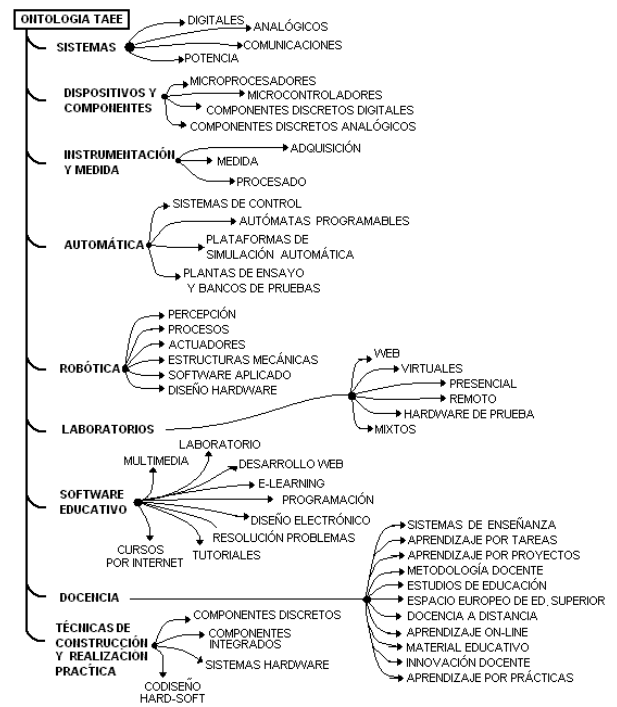 ONTOLOGIA TAEE
SISTEMAS
DIGITALES
ANALÓGICOS
COMUNICACIONES
POTENCIA
DISPOSITIVOS Y
COMPONENTES
MICROPROCESADORES
MICROCONTROLADORES
COMPONENTES DISCRETOS DIGITALES
COMPONENTES DISCRETOS ANALÓGICOS
INSTRUMENTACIÓN
Y MEDIDA
ADQUISICIÓN
MEDIDA
PROCESADO
AUTOMÁTICA
SISTEMAS DE CONTROL
AUTÓMATAS PROGRAMABLES
PLATAFORMAS DE
SIMULACIÓN AUTOMÁTICA
PLANTAS DE ENSAYO
Y BANCOS DE PRUEBAS
ROBÓTICA
PERCEPCIÓN
PROCESOS
ACTUADORES
ESTRUCTURAS MECÁNICAS
SOFTWARE APLICADO
DISEÑO HARDWARE
LABORATORIOS
WEB
VIRTUALES
PRESENCIAL
REMOTO
HARDWARE DE PRUEBA
MIXTOS
SOFTWARE
EDUCATIVO
MULTIMEDIA
LABORATORIO
DESARROLLO WEB
E-LEARNING
PROGRAMACIÓN
DISEÑO ELECTRÓNICO
RESOLUCIÓN PROBLEMAS
TUTORIALES
CURSOS
POR INTERNET
DOCENCIA
SISTEMAS DE ENSEÑANZA
APRENDIZAJE POR TAREAS
APRENDIZAJE POR PROYECTOS
METODOLOGÍA DOCENTE
ESTUDIOS DE EDUCACIÓN
ESPACIO EUROPEO DE ED. SUPERIOR
DOCENCIA A DISTANCIA
APRENDIZAJE ON-LINE
MATERIAL EDUCATIVO
INNOVACIÓN DOCENTE
APRENDIZAJE POR PRÁCTICAS
TÉCNICAS DE
CONSTRUCCIÓN
Y REALIZACIÓN
PRACTICA
COMPONENTES DISCRETOS
COMPONENTES
INTEGRADOS
SISTEMAS HARDWARE
CODISEÑO
HARD-SOFT